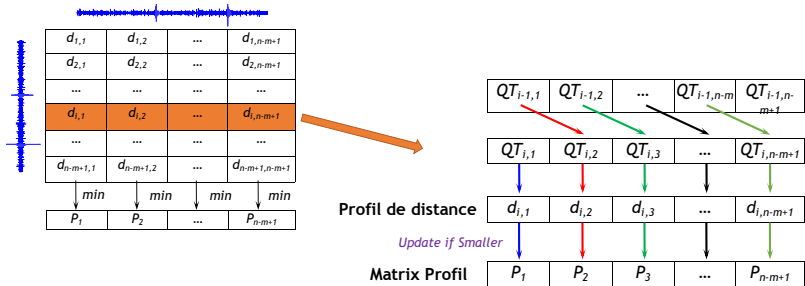 d1,1 d1,2 ... d1,n-m+1
d2,1 d2,2 d2,n-m+1
... ... ... ...
di,1 di,2 ... di,n-m+1
... ... ... ...
dn-m+1,1 dn-m+1,2 ... dn-m+1,n-m+1
min min min min
P1 P2 ... Pn-m+1
QTi-1,1 QTi-1,2 ... QTi-1,n-m QTi-1,n-
m+1
QTi,1 QTi,2 QTi,3 ... QTi,n-m+1
Profil de distance di,1 di,2 di,3 ... di,n-m+1
Update if Smaller
Matrix Profil P1 P2 P3 ... Pn-m+1